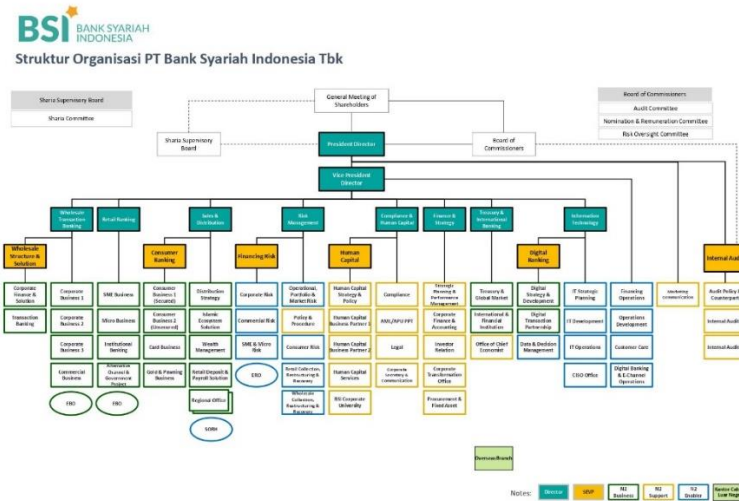 BSI BANK SYARIAH
INDONESIA
Struktur Organisasi PT Bank Syariah Indonesia Tbk
Sharia Supervisory Board
Sharia Committee
General Meeting of
Shareholders
Board of Commissioners
Audit Committee
Nomination & Remuneration Committee
Risk Oversight Committee
Sharia Supervisory
Board
President Director
Board of
Commissioners
Vice President
Director
Wholesale
Transaction
Banking
Retail Banking
Sales &
Distribution
Risk
Management
Compliance &
Human Capital
Finance &
Strategy
Treasury &
International
Banking
Information
Technology
Wholesale
Structure &
Solution
Consumer
Banking
Financing Risk
Human
Capital
Digital
Banking
Internal Audit
Corporate
Finance &
Solution
Corporate
Business 1
SME Business
Consumer
Business 1
(Secured)
Distribution
Strategy
Corporate Risk
Operational,
Portfolio &
Market Risk
Human Capital
Strategy &
Policy
Compliance
Strategic
Planning &
Performance
Management
Treasury &
Global Market
Digital
Strategy &
Development
IT Strategic
Planning
Financing
Operations
Marketing
Communication
Audit Policy &
Transaction
Banking
Corporate
Business 2
Micro Business
Consumer
Business 2
(Unsecured)
Islamic
Ecosystem
Solution
Commercial Risk
Policy &
Procedure
Human Capital
Business Partner 1
Corporate
Finance &
Accounting
International &
Financial
Institution
Digital
Transaction
Partnership
IT Development
Operations
Development
Internal Audit
Corporate
Business 3
Institutional
Banking
Card Business
Wealth
Management
SME & Micro
Risk
Consumer Risk
Human Capital
Business Partner 2
Legal
Investor
Relation
Office of Chief
Economist
Data & Decision
Management
IT Operations
Customer Care
Internal Audit
Commercial
Business
Government
Project
Gold & Pawning
Business
Retail Deposit &
Payroll Solution
Retail Collection,
Restructuring &
Recovery
Human Capital
Services
Corporate
Secretary &
Communication
Corporate
Transformation
Office
CISO Office
Digital Banking
& E-Channel
Operations
Regional Office
Wholesale
Collection,
Restructuring &
Recovery
BSI Corporate
University
Procurement &
Fixed Asset
Overseas Branch
Notes:
Director
SEVP
Business
Support